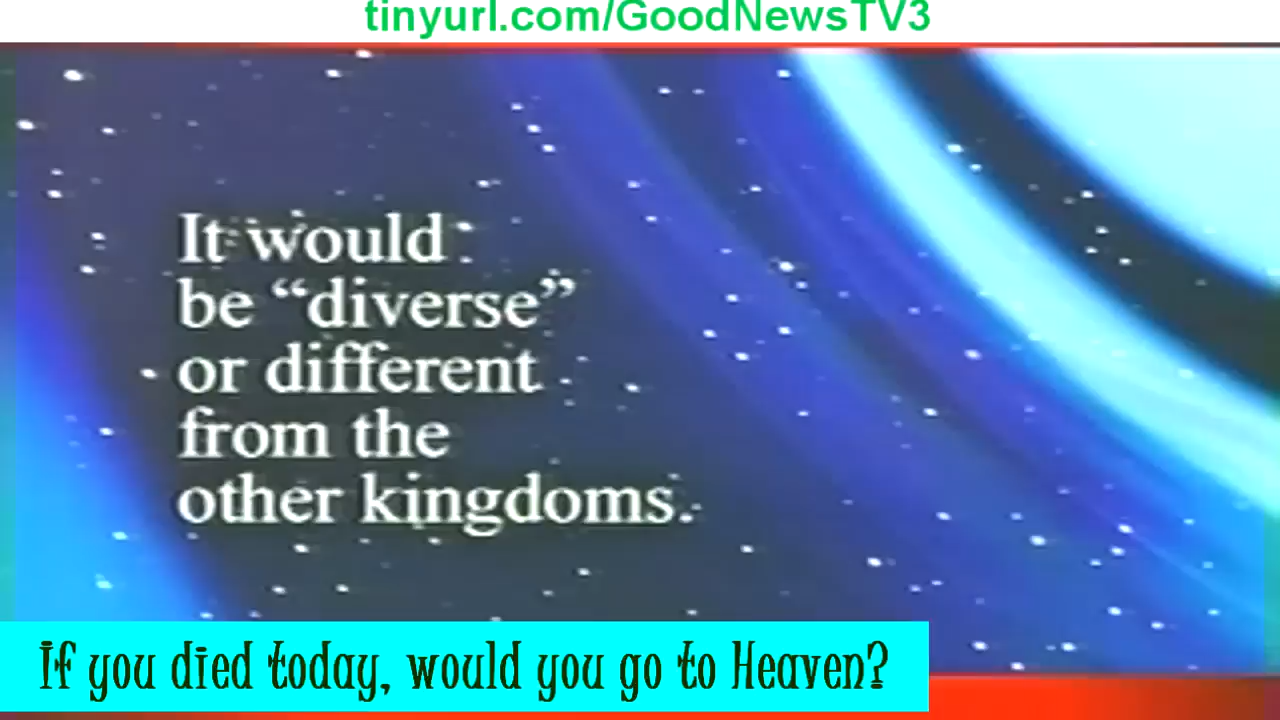 tinyurl.com/GoodNewsTV3
It would
be “diverse”
or different
from the
other kingdoms.
If you died today, would you go to Heaven?